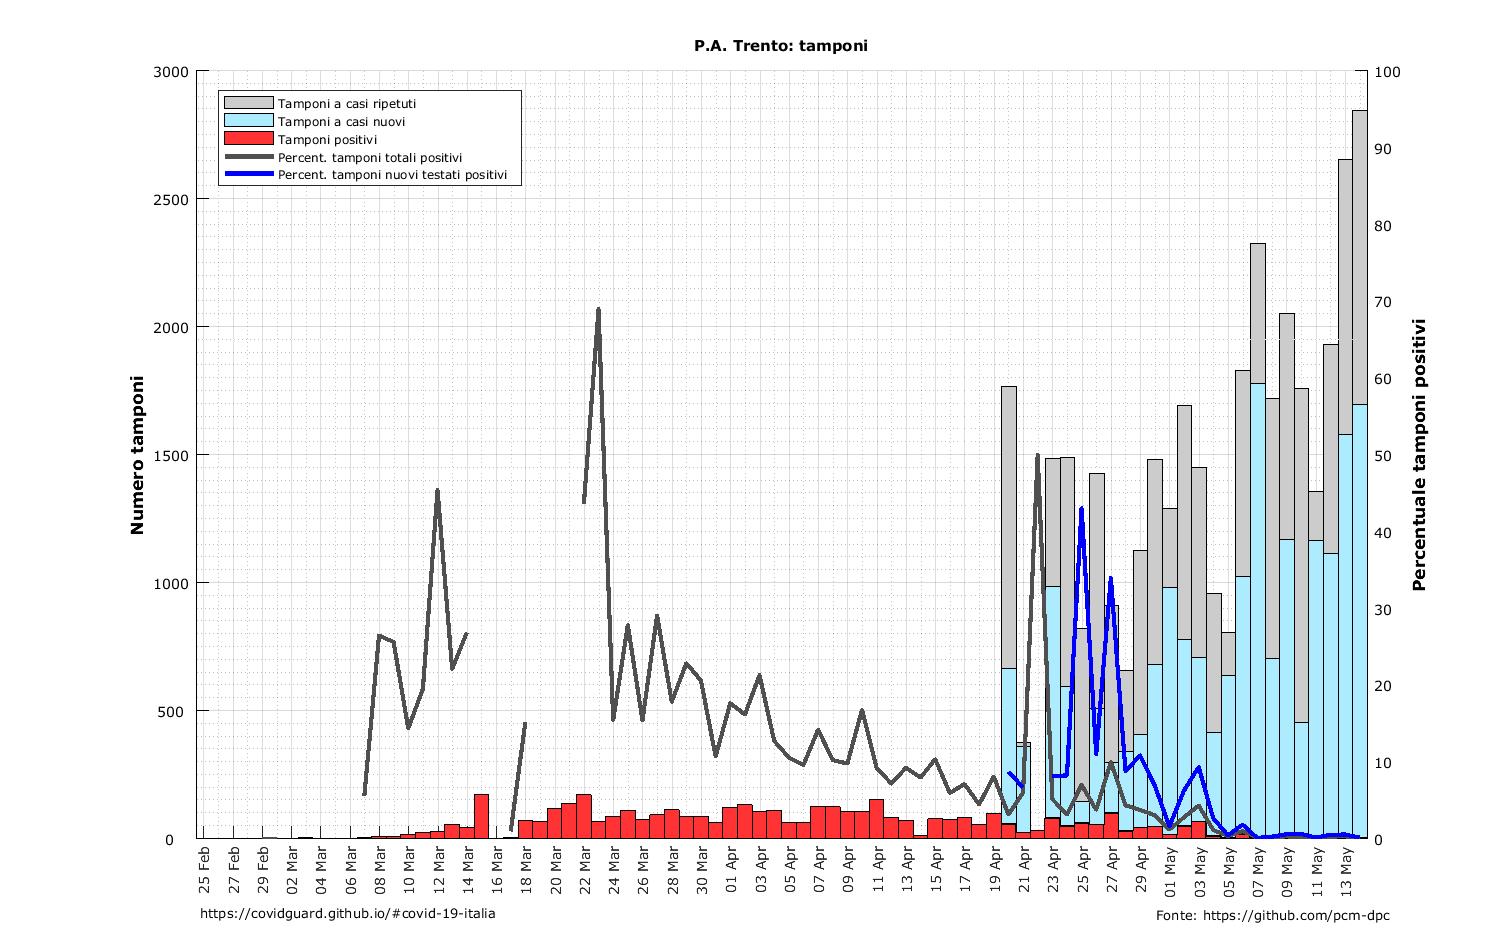 P.A. Trento: tamponi
3000
2500
2000
1500
1000
500
0
Numero tamponi
Tamponi a casi ripetuti
Tamponi a casi nuovi
Tamponi positivi
Percent. tamponi totali positivi
Percent. tamponi nuovi testati positivi
100
90
80
70
60
50
40
30
20
10
0
Percentuale tamponi positivi
25 Feb
27 Feb
29 Feb
02 Mar
04 Mar
06 Mar
08 Mar
10 Mar
12 Mar
14 Mar
16 Mar
18 Mar
20 Mar
22 Mar
24 Mar
26 Mar
28 Mar
30 Mar
01 Apr
03 Apr
05 Apr
07 Apr
09 Apr
11 Apr
13 Apr
15 Apr
17 Apr
19 Apr
21 Apr
23 Apr
25 Apr
27 Apr
29 Apr
01 May
03 May
05 May
07 May
09 May
11 May
13 May
https://covidguard.github.io/#covid-19-italia
Fonte: https://github.com/pcm-dpc